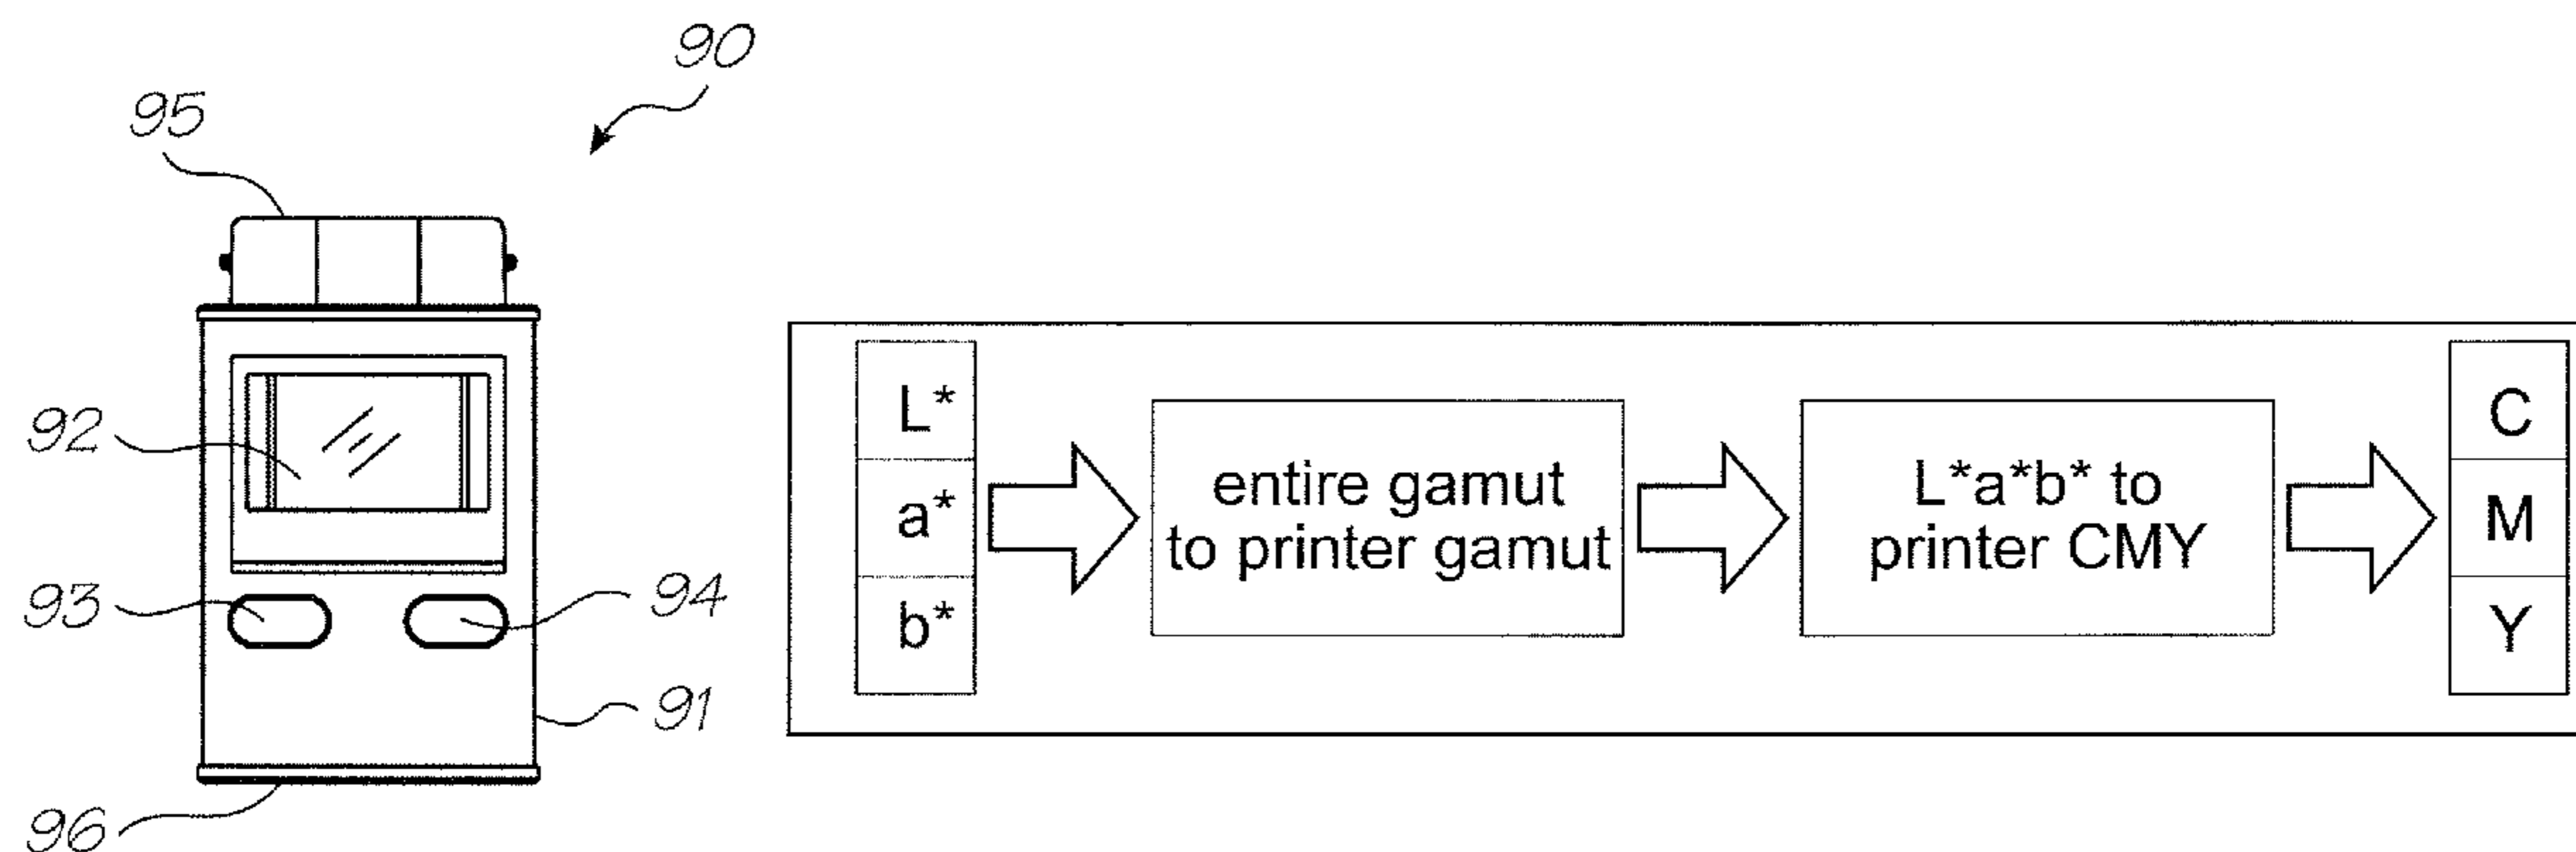 90
95
92
93
94
91
96
L*
a*
b*
entire gamut
to printer gamut
L*a*b* to
printer CMY
C
M
Y